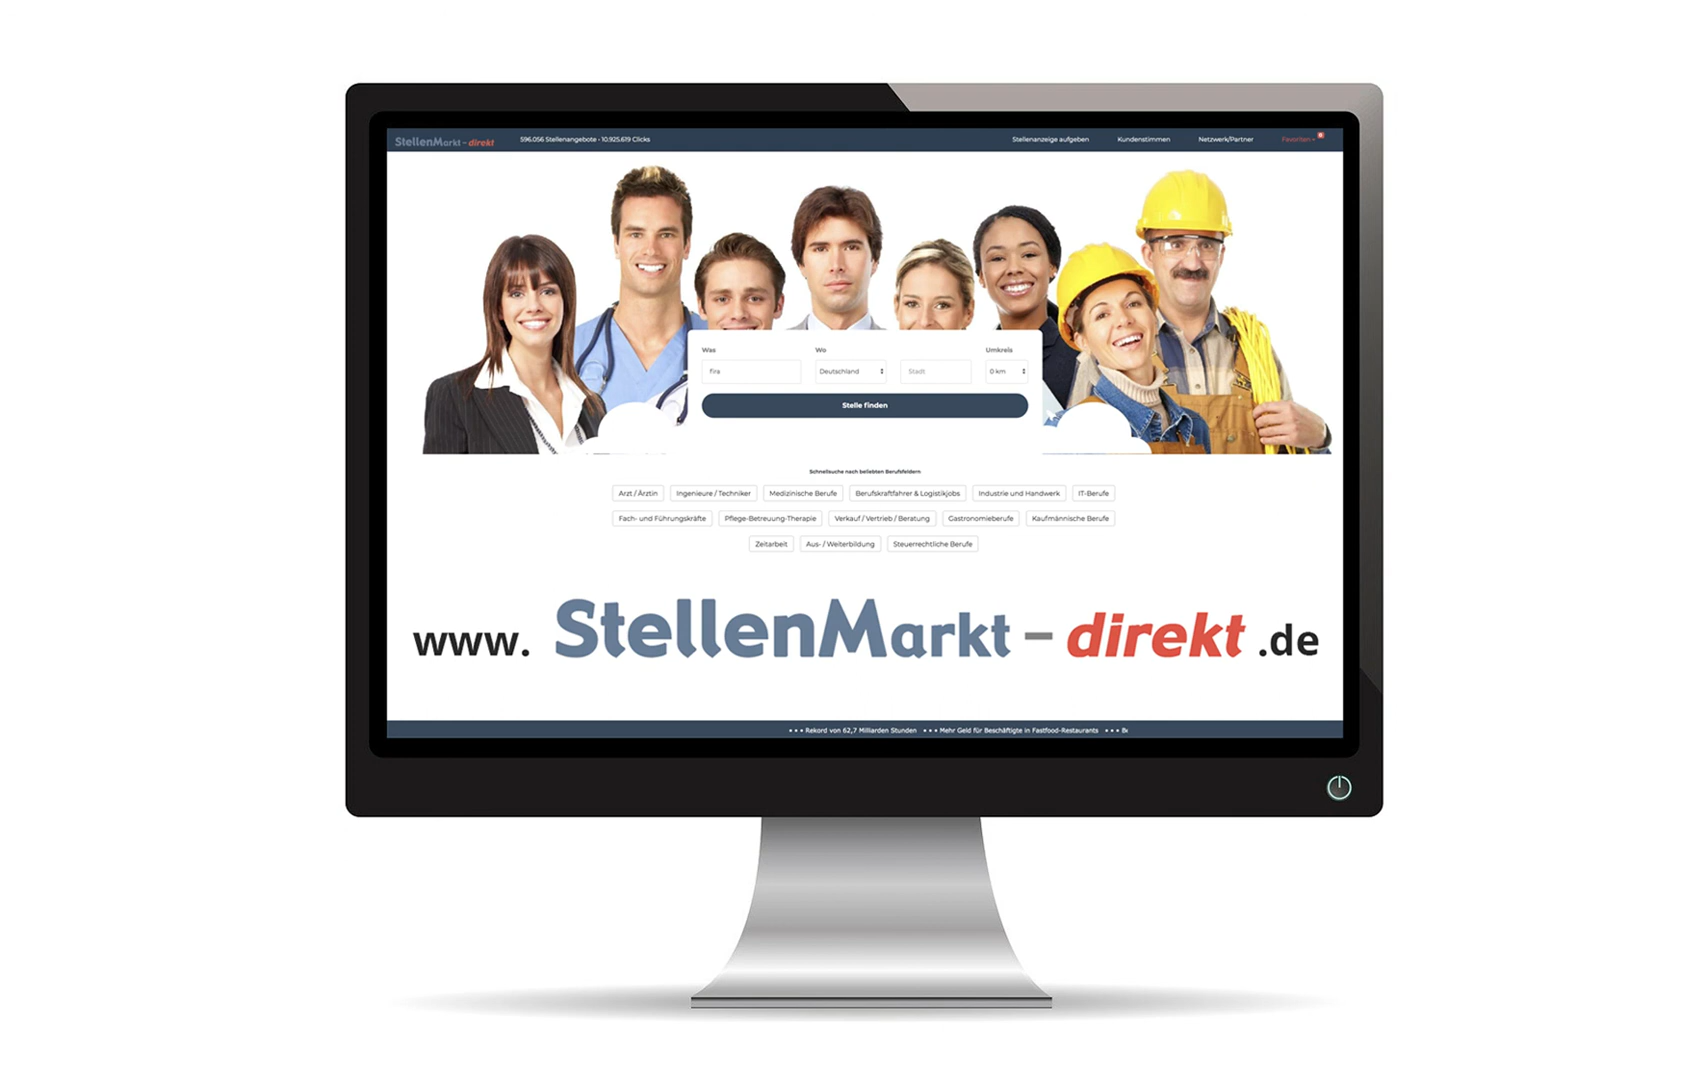 StellenMarkt-direkt 596.056 Stellenangebote • 10.925.619 Clicks Stellenanzeige aufgeben Kundenstimmen Netzwerk/Partner Favoriten
Was Wo Umkreis
fira Deutschland Stadt 0 km
Stelle finden
Schnellsuche nach beliebten Berufsfeldern
Arzt / Ärztin Ingenieure / Techniker Medizinische Berufe Berufskraftfahrer & Logistikjobs Industrie und Handwerk IT-Berufe
Fach- und Führungskräfte Pflege-Betreuung-Therapie Verkauf / Vertrieb / Beratung Gastronomieberufe Kaufmännische Berufe
Zeitarbeit Aus- / Weiterbildung Steuerrechtliche Berufe
www. StellenMarkt-direkt .de
• • • Rekord von 62,7 Milliarden Stunden • • • Mehr Geld für Beschäftigte in Fastfood-Restaurants • • •